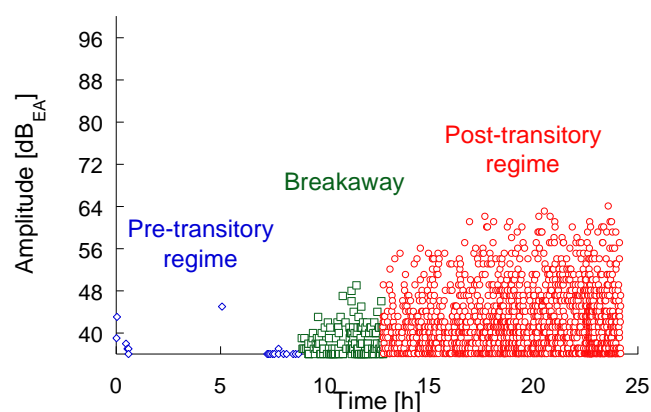 96
88
80
72
64
56
48
40
Amplitude [dB_EA]
Post-transitory
regime
Breakaway
Pre-transitory
regime
0 5 10 15 20 25
Time [h]